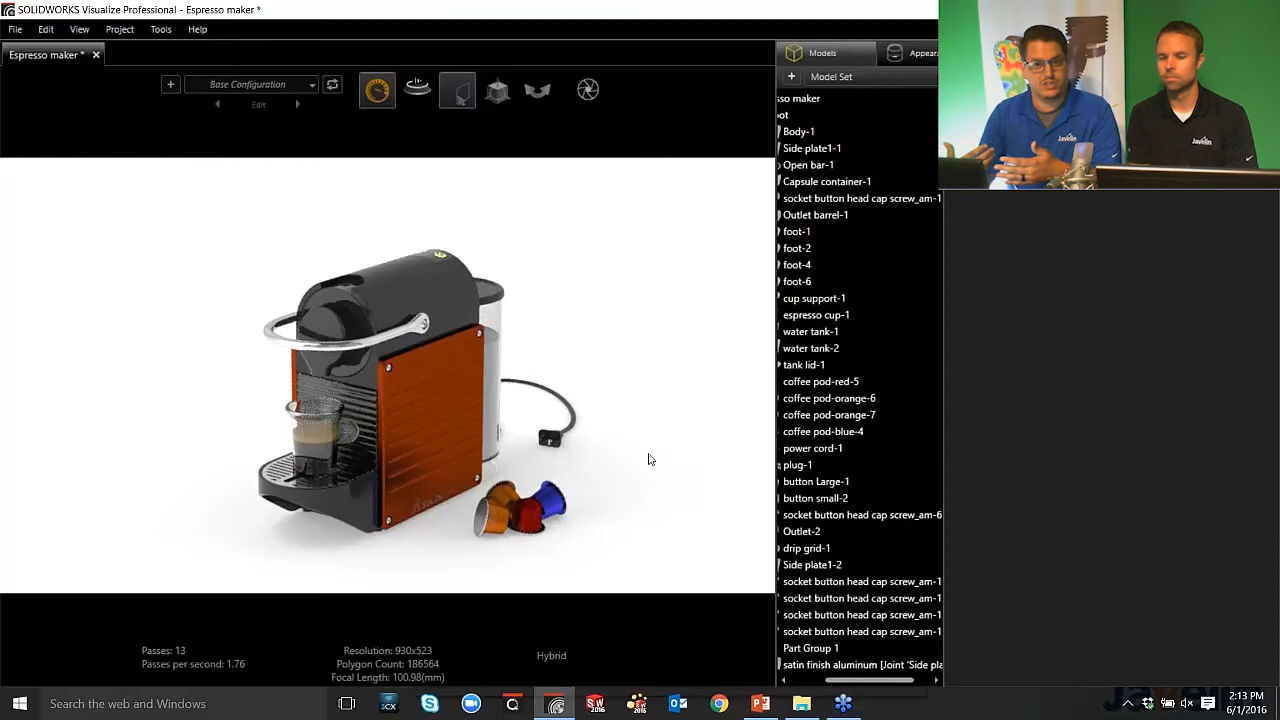 SOLIDWORKS Visualize Professional - Espresso maker *
File Edit View Project Tools Help
Espresso maker *
Base Configuration
Edit
Models
Appeara
Model Set
sso maker
ot
Body-1
Side plate1-1
Open bar-1
Capsule container-1
socket button head cap screw_am-1
Outlet barrel-1
foot-1
foot-2
foot-4
foot-6
cup support-1
espresso cup-1
water tank-1
water tank-2
tank lid-1
coffee pod-red-5
coffee pod-orange-6
coffee pod-orange-7
coffee pod-blue-4
power cord-1
plug-1
button Large-1
button small-2
socket button head cap screw_am-6
Outlet-2
drip grid-1
Side plate1-2
socket button head cap screw_am-1
socket button head cap screw_am-1
socket button head cap screw_am-1
socket button head cap screw_am-1
Part Group 1
satin finish aluminum [Joint 'Side pla
Javelin
Javelin
Passes: 13
Passes per second: 1.76
Resolution: 930x523
Polygon Count: 186564
Focal Length: 100.98(mm)
Hybrid
Search the web and Windows
3CX
SW 2016
2016
2:13 PM
6/1/2016